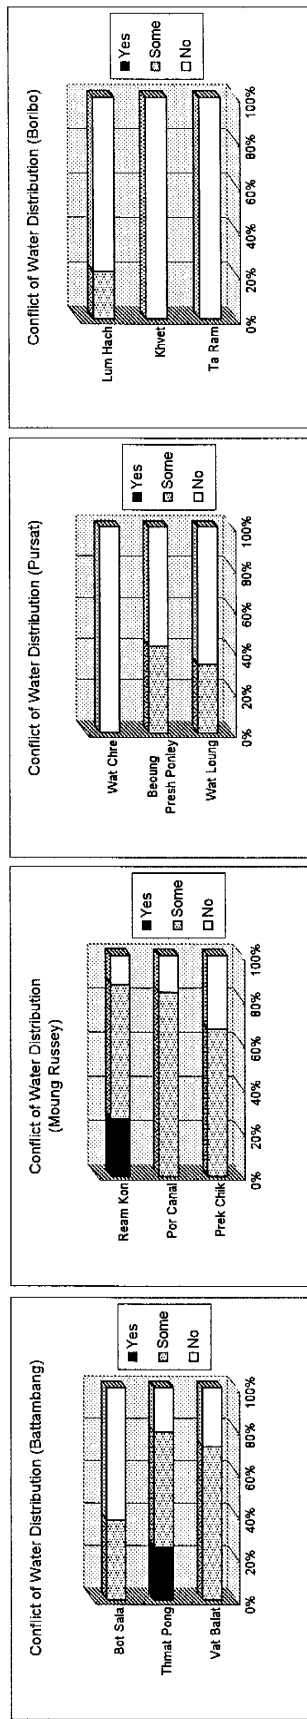 Conflict of Water Distribution (Battambang)
Bot Sala
Thmat Pong
Vat Balat
0% 20% 40% 60% 80% 100%
Yes
Some
No
Conflict of Water Distribution
(Moung Russey)
Ream Kon
Por Canal
Prek Chik
0% 20% 40% 60% 80% 100%
Yes
Some
No
Conflict of Water Distribution (Pursat)
Wat Chre
Beoung
Presh Ponley
Wat Loung
0% 20% 40% 60% 80% 100%
Yes
Some
No
Conflict of Water Distribution (Boribo)
Lum Hach
Khvet
Ta Ram
0% 20% 40% 60% 80% 100%
Yes
Some
No